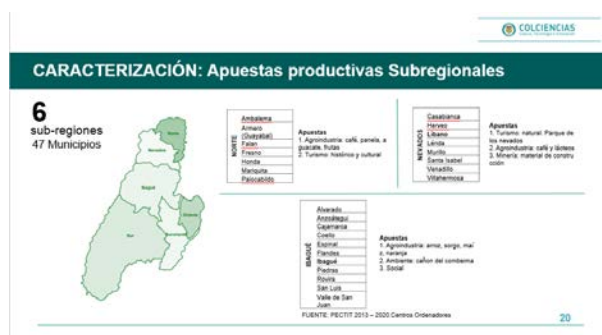 COLCIENCIAS
CARACTERIZACIÓN: Apuestas productivas Subregionales
6
sub-regiones
47 Municipios
Norte
Nevados
Ibagué
Oriente
Sur
NORTE
Ambalema
Armero
(Guayabal)
Falan
Fresno
Honda
Mariquita
Palocabildo
Apuestas
1. Agroindustria: café, panela, a
guacate, frutas
2. Turismo: histórico y cultural
NEVADOS
Casabianca
Herveo
Líbano
Lérida
Murillo
Santa Isabel
Venadillo
Villahermosa
Apuestas
1. Turismo: natural. Parque de
los nevados
2. Agroindustria: café y lácteos
3. Minería: material de constru
cción
IBAGUÉ
Alvarado
Anzoátegui
Cajamarca
Coello
Espinal
Flandes
Ibagué
Piedras
Rovira
San Luis
Valle de San
Juan
Apuestas
1. Agroindustria: arroz, sorgo, maí
z, naranja
2. Ambiente: cañon del combeima
3. Social
FUENTE: PECTIT 2013 – 2020 Centros Ordenadores
20